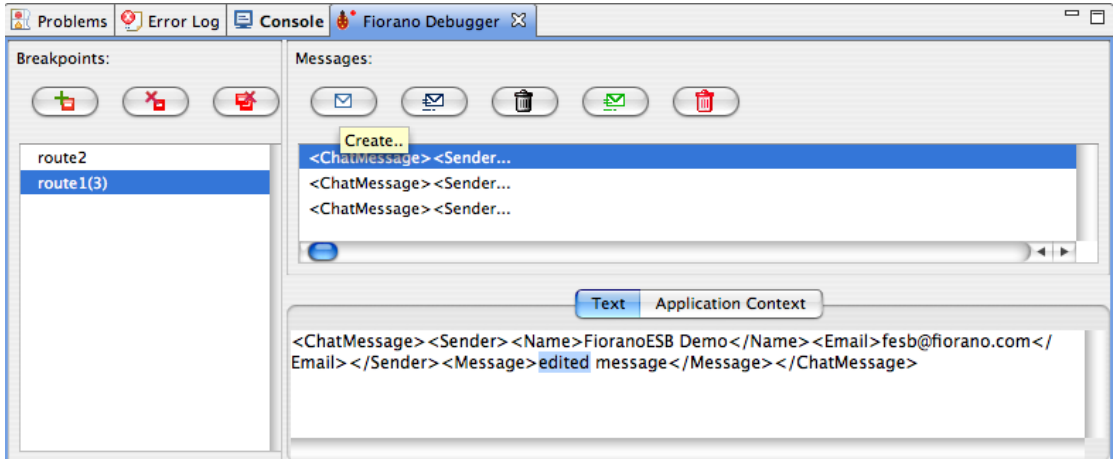 Problems Error Log Console Fiorano Debugger
Breakpoints:
route2
route1(3)
Messages:
Create..
<ChatMessage><Sender...
<ChatMessage><Sender...
<ChatMessage><Sender...
Text Application Context
<ChatMessage><Sender><Name>FioranoESB Demo</Name><Email>fesb@fiorano.com</
Email></Sender><Message>edited message</Message></ChatMessage>